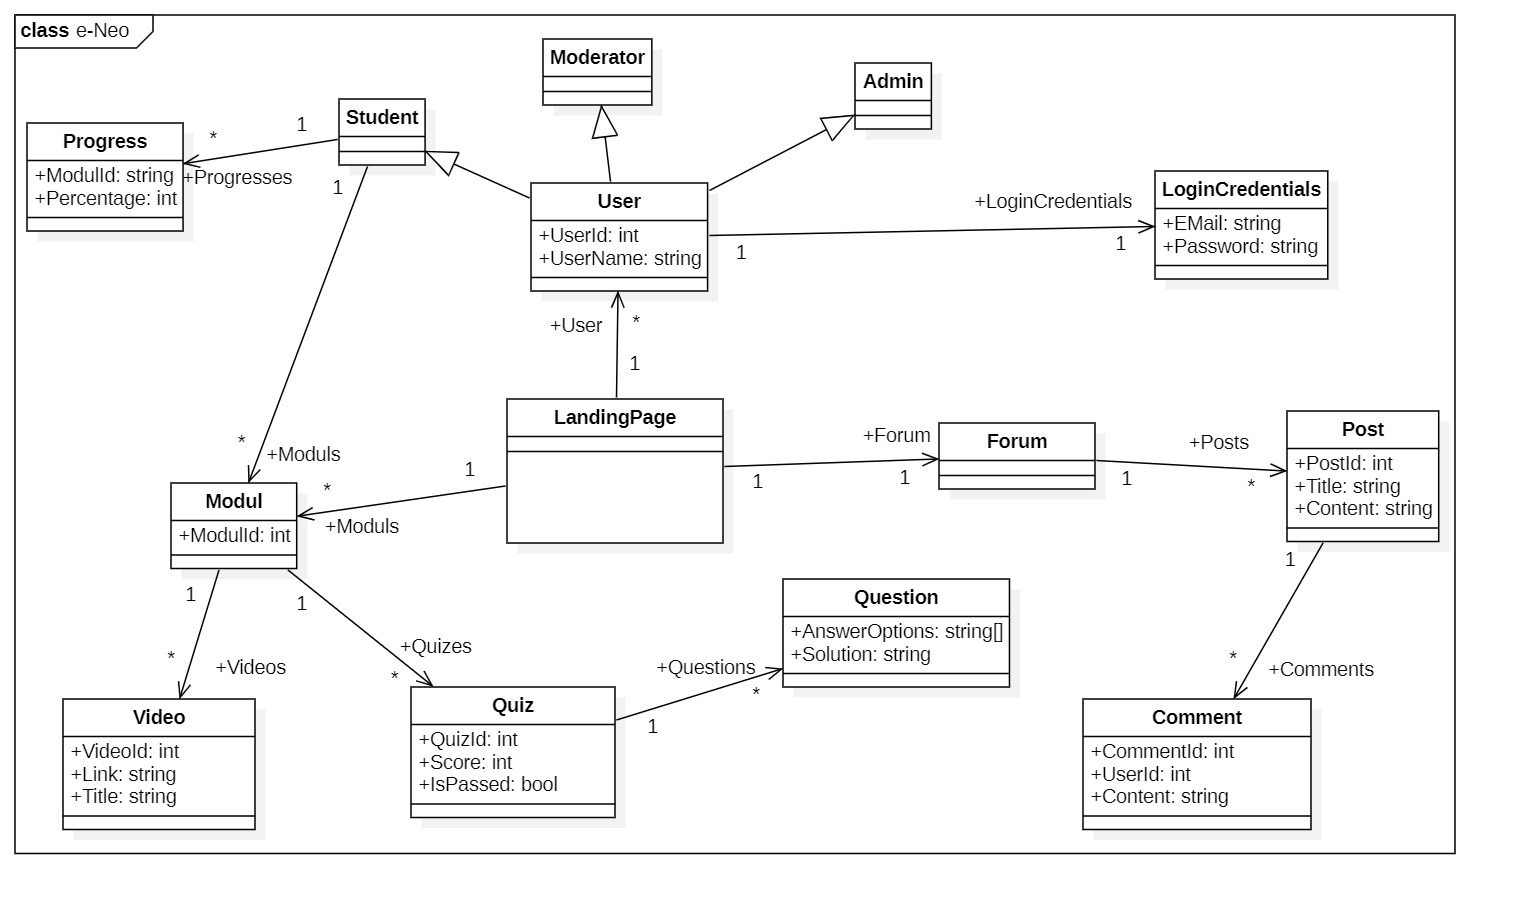 class e-Neo
Moderator
Admin
Student
1
*
Progress
+ModulId: string
+Percentage: int
+Progresses
1
User
+UserId: int
+UserName: string
+LoginCredentials
1
1
LoginCredentials
+EMail: string
+Password: string
+User
*
1
LandingPage
*
+Moduls
1
*
+Moduls
Modul
+ModulId: int
+Forum
1
1
Forum
+Posts
1
*
Post
+PostId: int
+Title: string
+Content: string
1
*
+Videos
1
+Quizes
*
Question
+AnswerOptions: string[]
+Solution: string
+Questions
*
1
1
*
+Comments
Video
+VideoId: int
+Link: string
+Title: string
Quiz
+QuizId: int
+Score: int
+IsPassed: bool
Comment
+CommentId: int
+UserId: int
+Content: string